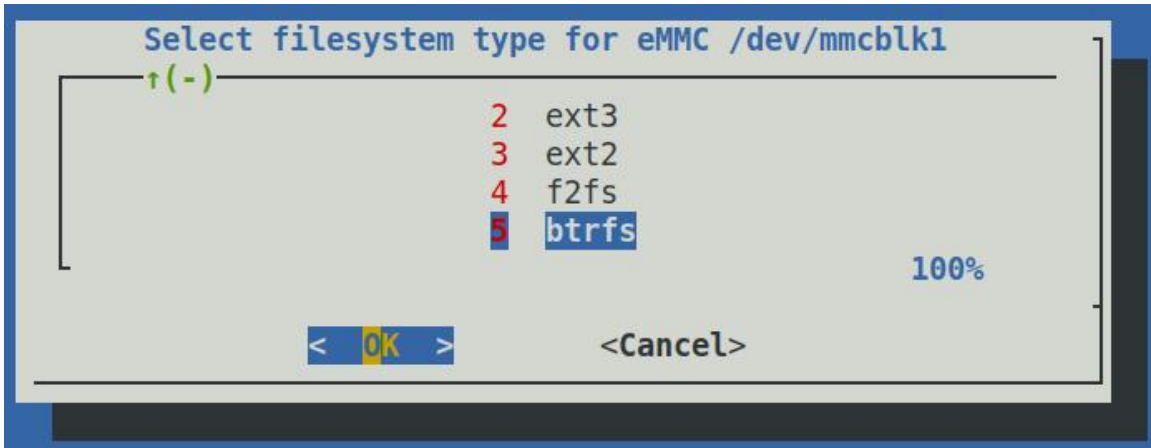 Select filesystem type for eMMC /dev/mmcblk1
↑(-)
2 ext3
3 ext2
4 f2fs
5 btrfs
100%
< OK > <Cancel>